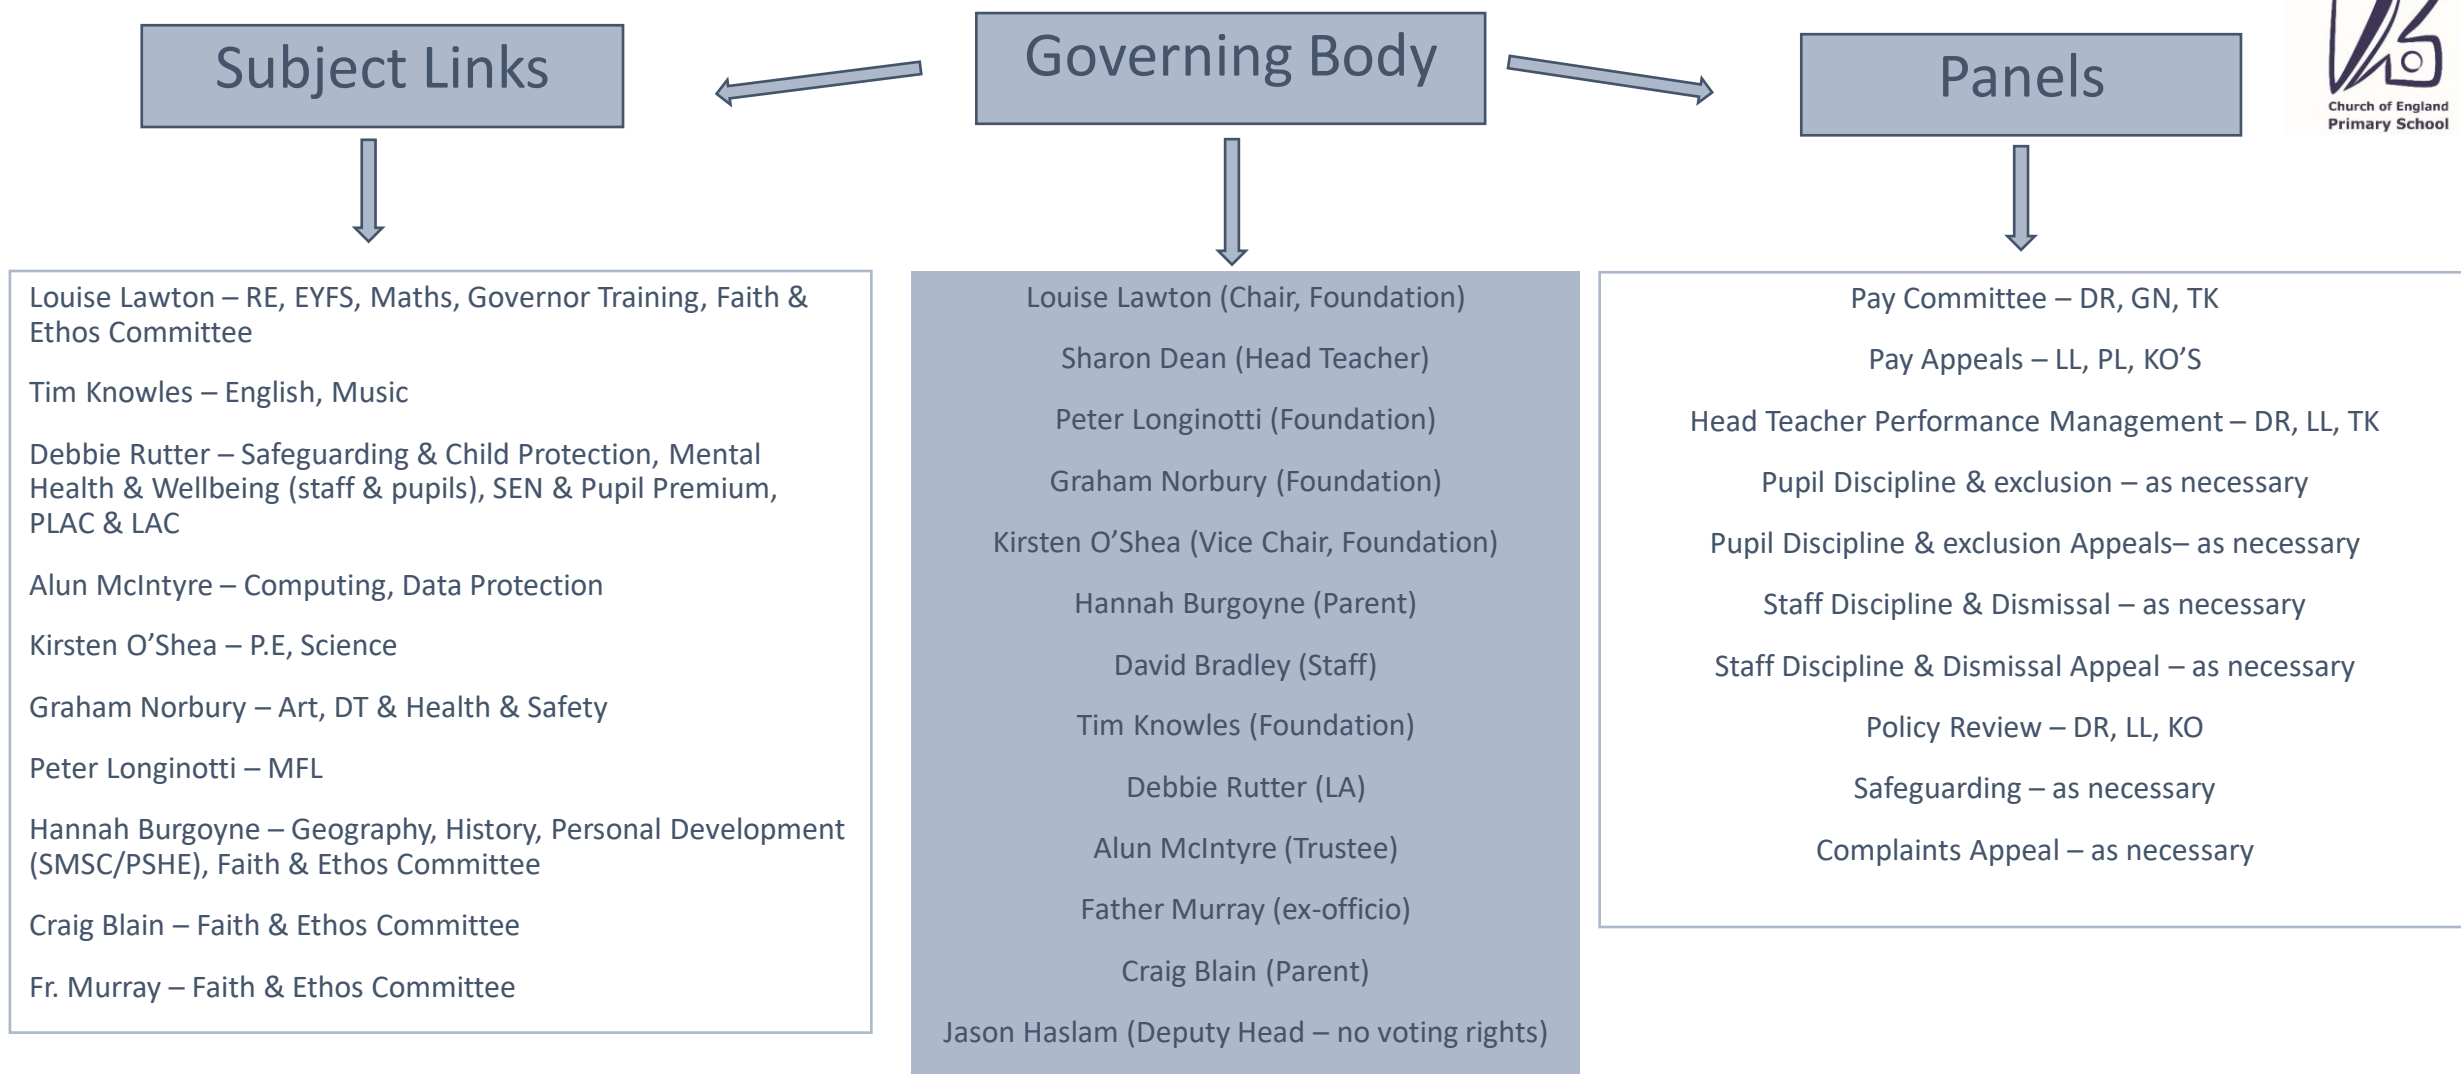 Subject Links
Governing Body
Panels
Church of England
Primary School
Louise Lawton – RE, EYFS, Maths, Governor Training, Faith &
Ethos Committee
Tim Knowles – English, Music
Debbie Rutter – Safeguarding & Child Protection, Mental
Health & Wellbeing (staff & pupils), SEN & Pupil Premium,
PLAC & LAC
Alun McIntyre – Computing, Data Protection
Kirsten O’Shea – P.E, Science
Graham Norbury – Art, DT & Health & Safety
Peter Longinotti – MFL
Hannah Burgoyne – Geography, History, Personal Development
(SMSC/PSHE), Faith & Ethos Committee
Craig Blain – Faith & Ethos Committee
Fr. Murray – Faith & Ethos Committee
Louise Lawton (Chair, Foundation)
Sharon Dean (Head Teacher)
Peter Longinotti (Foundation)
Graham Norbury (Foundation)
Kirsten O’Shea (Vice Chair, Foundation)
Hannah Burgoyne (Parent)
David Bradley (Staff)
Tim Knowles (Foundation)
Debbie Rutter (LA)
Alun McIntyre (Trustee)
Father Murray (ex-officio)
Craig Blain (Parent)
Jason Haslam (Deputy Head – no voting rights)
Pay Committee – DR, GN, TK
Pay Appeals – LL, PL, KO’S
Head Teacher Performance Management – DR, LL, TK
Pupil Discipline & exclusion – as necessary
Pupil Discipline & exclusion Appeals– as necessary
Staff Discipline & Dismissal – as necessary
Staff Discipline & Dismissal Appeal – as necessary
Policy Review – DR, LL, KO
Safeguarding – as necessary
Complaints Appeal – as necessary